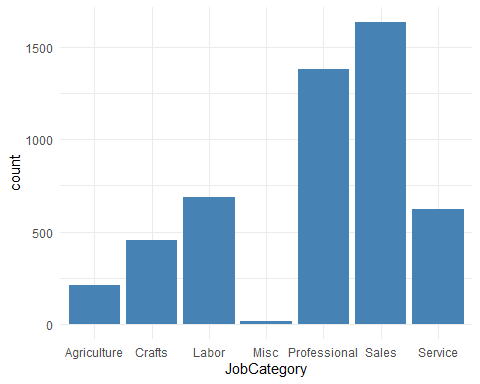 1500
1000
500
0
count
Agriculture Crafts Labor Misc Professional Sales Service
JobCategory